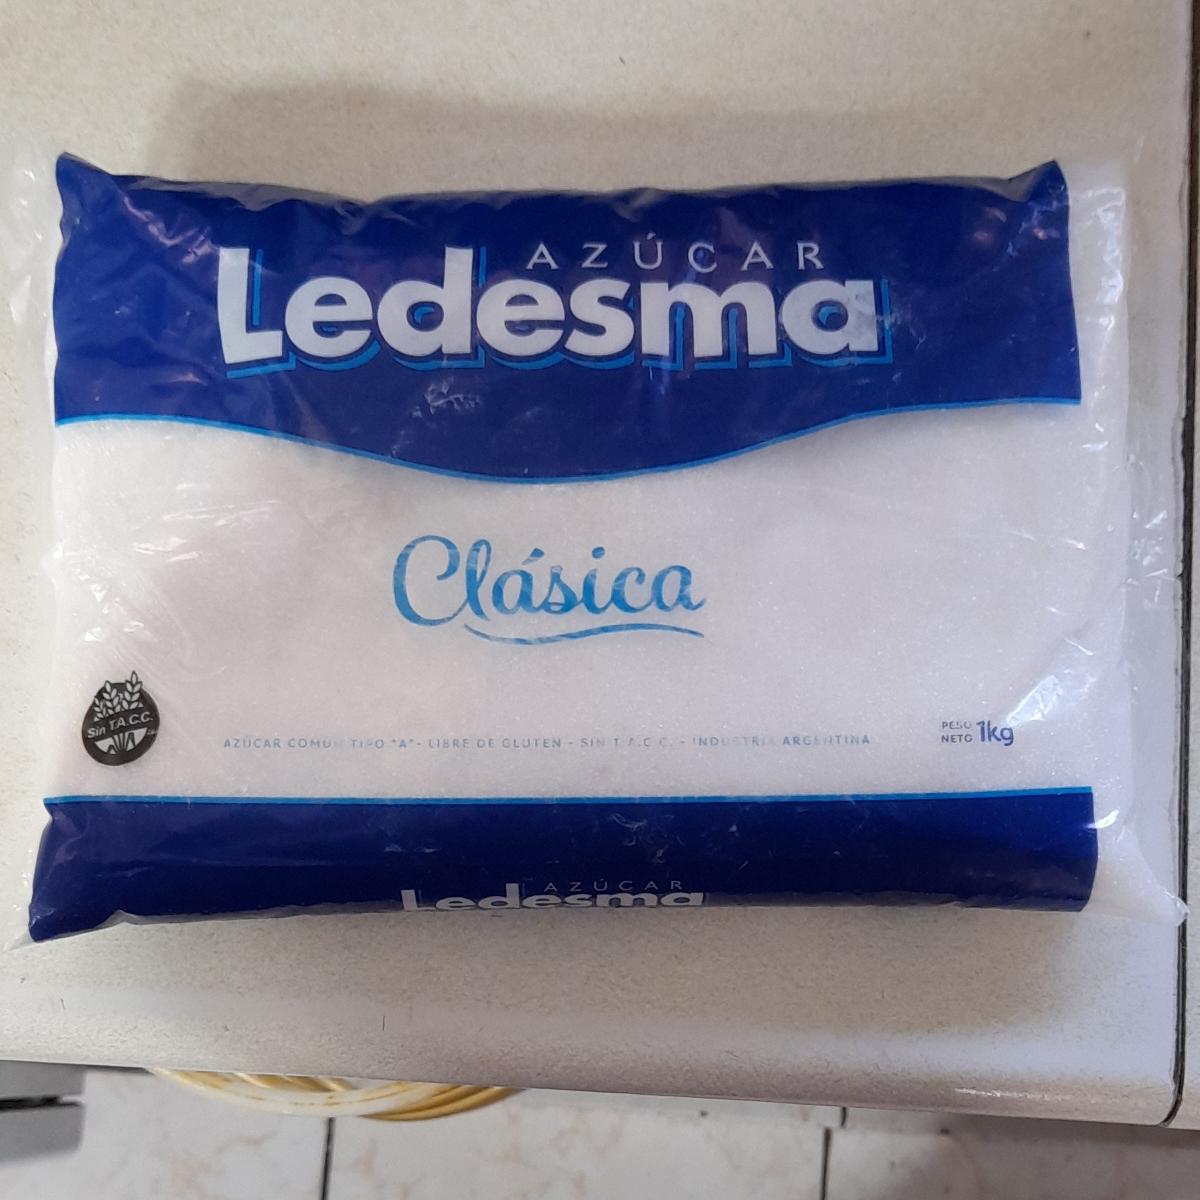 AZÚCAR
Ledesma
Clásica
Sin T.A.C.C.
AZÚCAR COMÚN TIPO "A" - LIBRE DE GLUTEN - SIN T.A.C.C. - INDUSTRIA ARGENTINA
PESO NETO 1kg
AZÚCAR
Ledesma